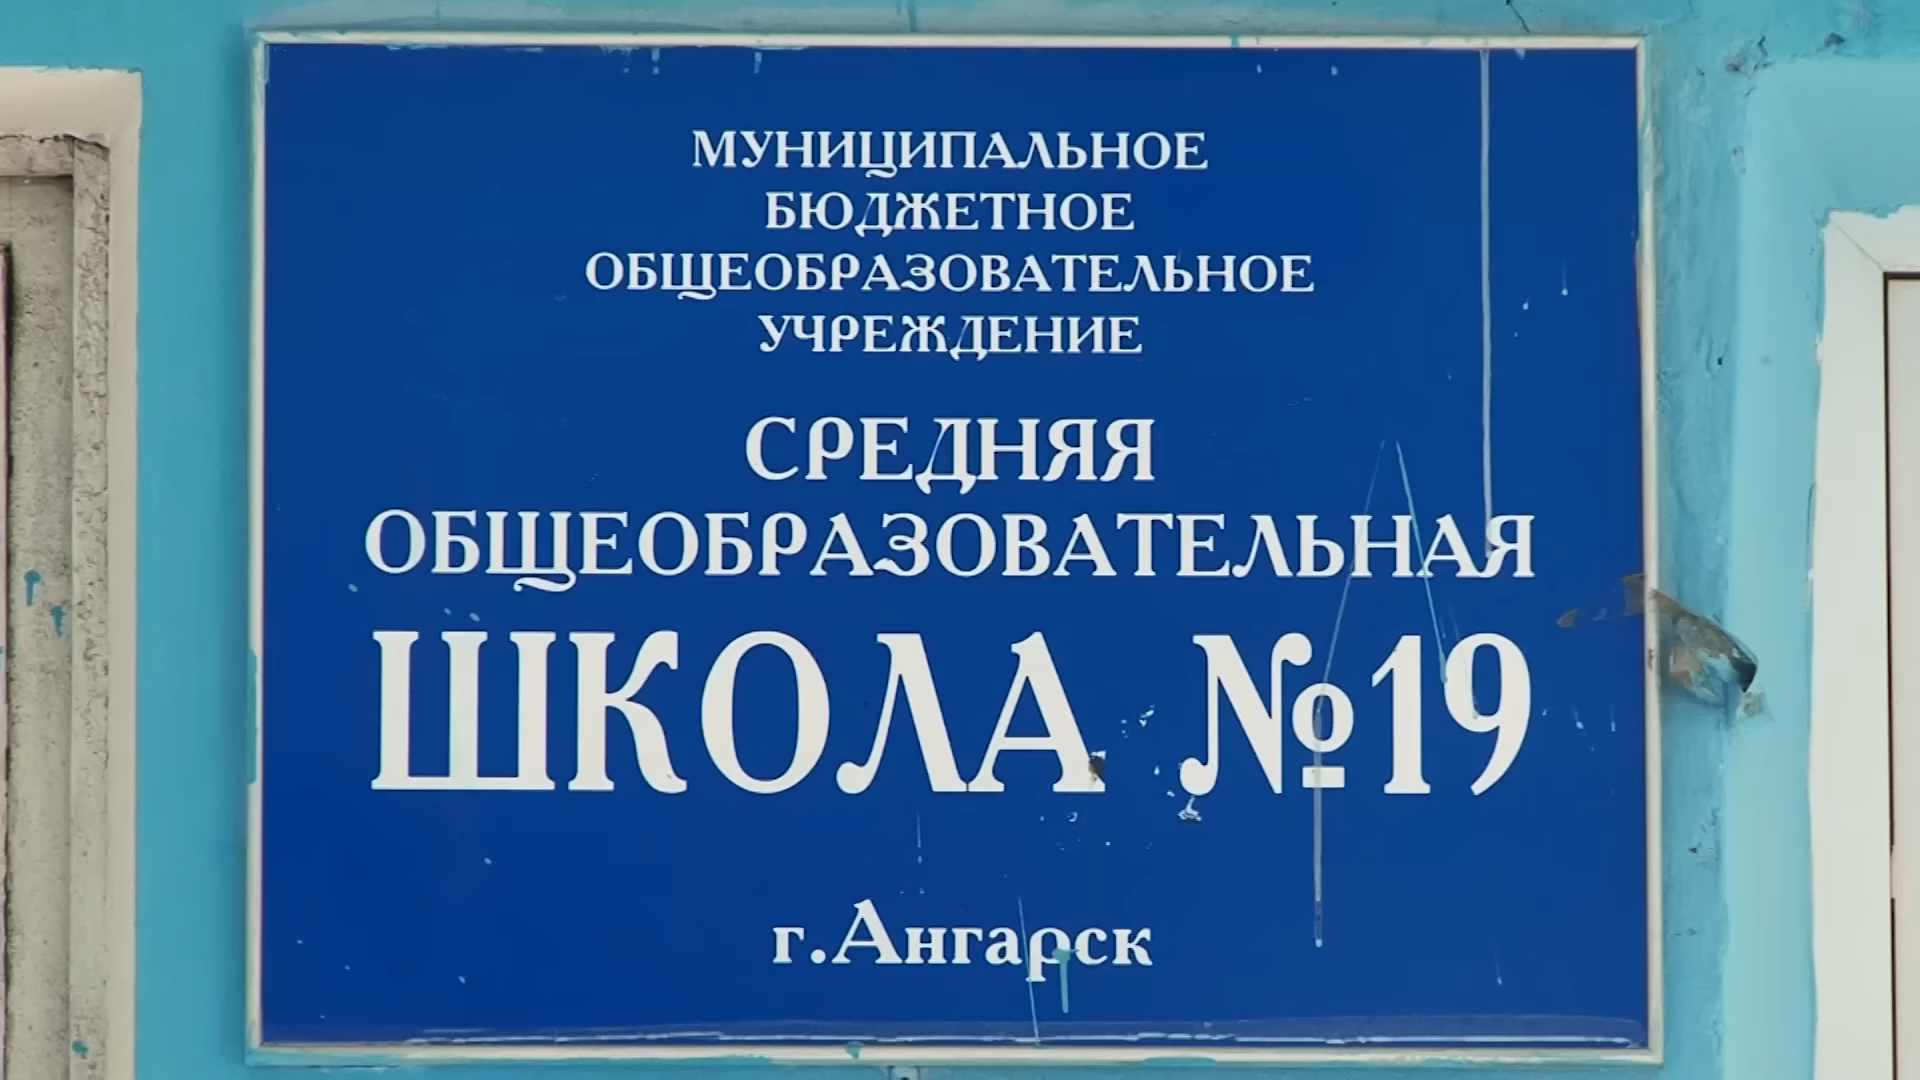 МУНИЦИПАЛЬНОЕ
БЮДЖЕТНОЕ
ОБЩЕОБРАЗОВАТЕЛЬНОЕ
УЧРЕЖДЕНИЕ
СРЕДНЯЯ
ОБЩЕОБРАЗОВАТЕЛЬНАЯ
ШКОЛА №19
г.Ангарск